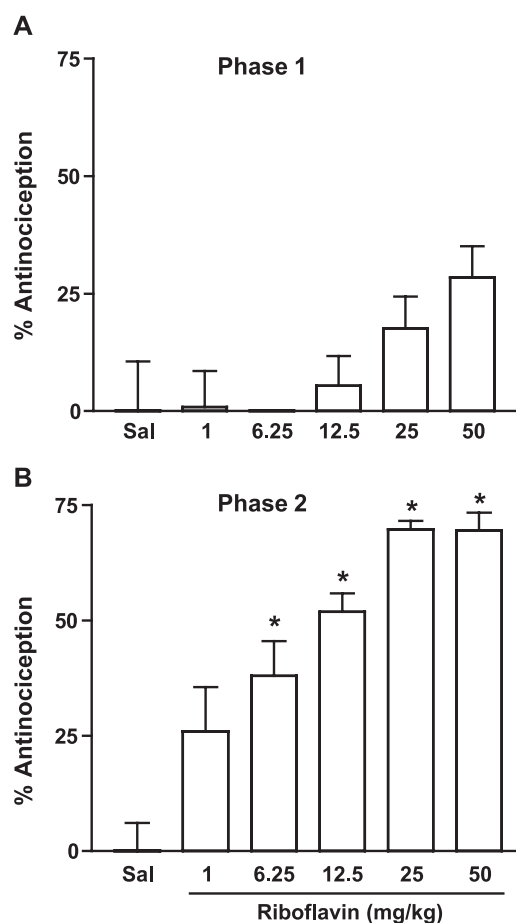 A
Phase 1
% Antinociception
75
50
25
0
Sal 1 6.25 12.5 25 50
B
Phase 2
% Antinociception
75
50
25
0
* * * *
Sal 1 6.25 12.5 25 50
Riboflavin (mg/kg)